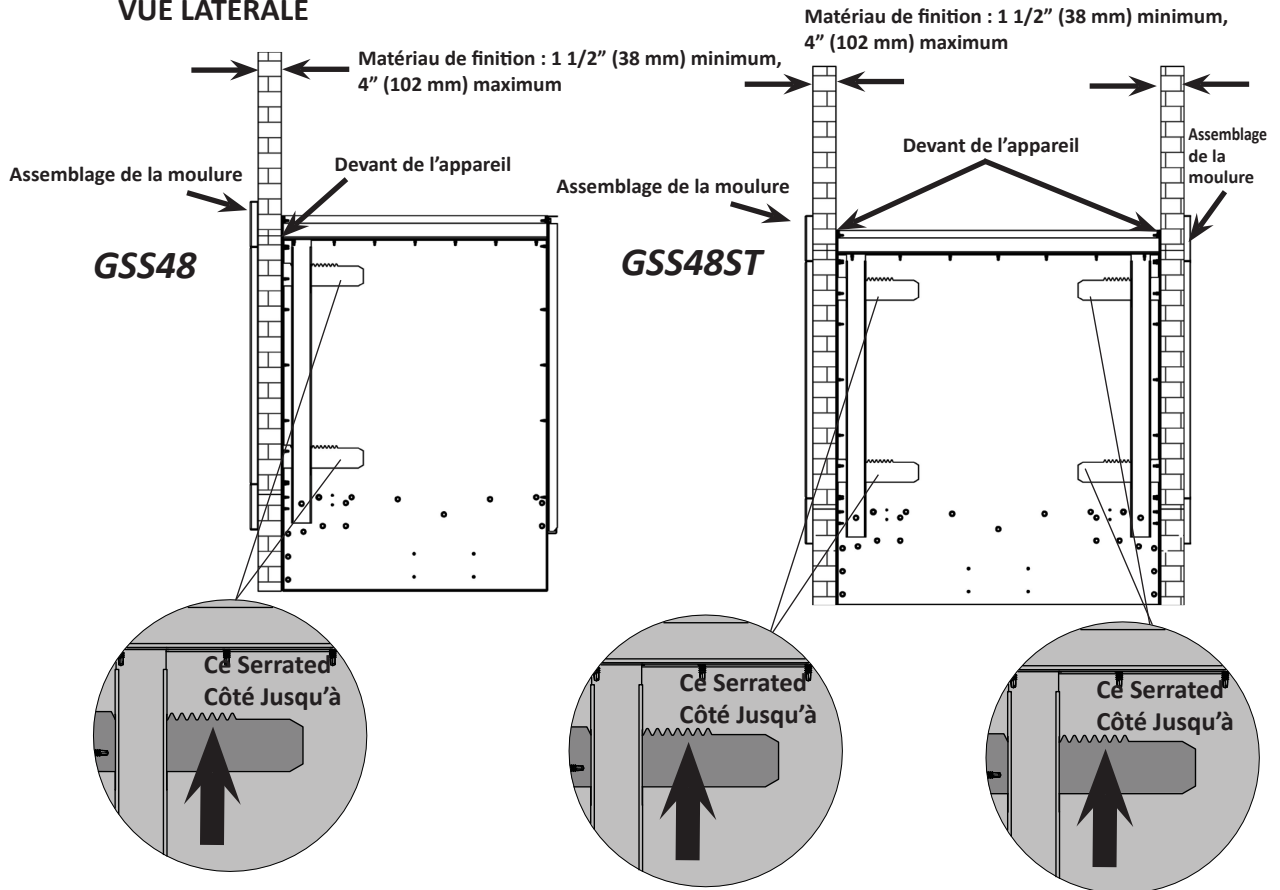 VUE LATÉRALE
Matériau de finition : 1 1/2” (38 mm) minimum,
4” (102 mm) maximum
Matériau de finition : 1 1/2” (38 mm) minimum,
4” (102 mm) maximum
Assemblage de la moulure
Devant de l’appareil
GSS48
Assemblage de la moulure
Devant de l’appareil
Assemblage
de la
moulure
GSS48ST
Ce Serrated
Côté Jusqu’à
Ce Serrated
Côté Jusqu’à
Ce Serrated
Côté Jusqu’à